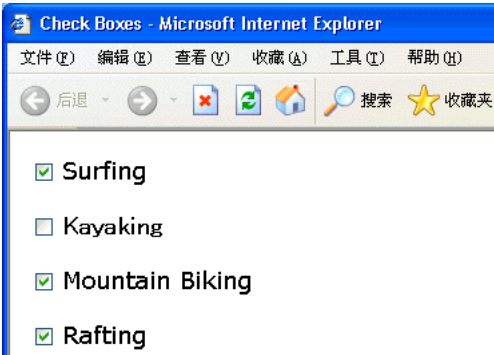 Check Boxes - Microsoft Internet Explorer
文件(F) 编辑(E) 查看(V) 收藏(A) 工具(T) 帮助(H)
后退 搜索 收藏夹
Surfing
Kayaking
Mountain Biking
Rafting